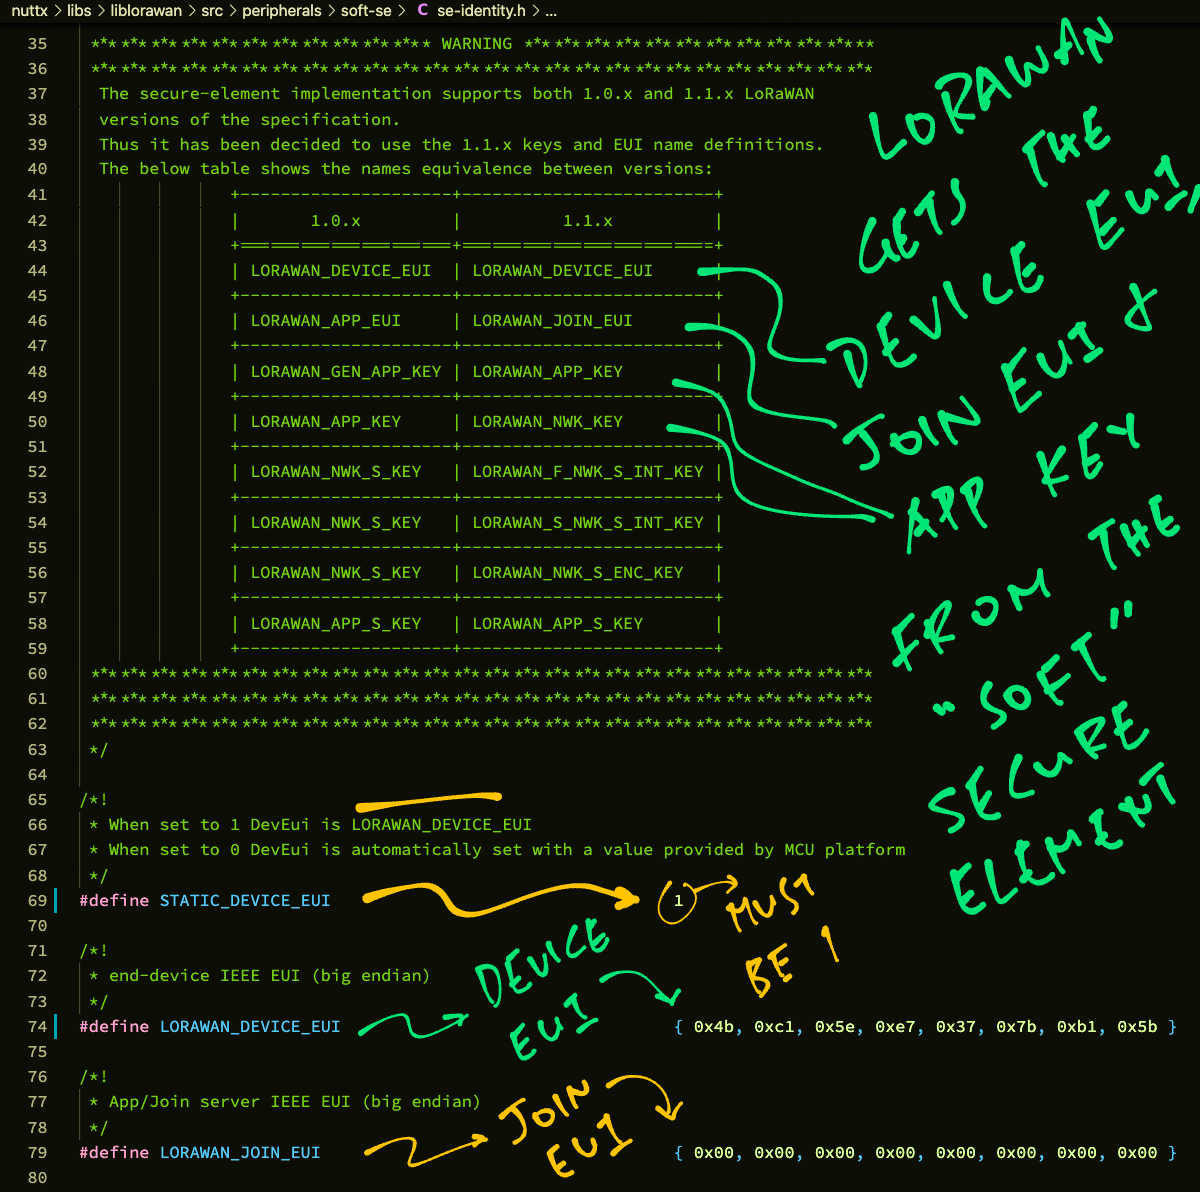 nuttx > libs > liblorawan > src > peripherals > soft-se > C se-identity.h > ...
35 *********************************** WARNING ***********************************
36 ********************************************************************************
37 The secure-element implementation supports both 1.0.x and 1.1.x LoRaWAN
38 versions of the specification.
39 Thus it has been decided to use the 1.1.x keys and EUI name definitions.
40 The below table shows the names equivalence between versions:
41 +---------------------+-------------------------+
42 | 1.0.x | 1.1.x |
43 +=====================+=========================+
44 | LORAWAN_DEVICE_EUI | LORAWAN_DEVICE_EUI |
45 +---------------------+-------------------------+
46 | LORAWAN_APP_EUI | LORAWAN_JOIN_EUI |
47 +---------------------+-------------------------+
48 | LORAWAN_GEN_APP_KEY | LORAWAN_APP_KEY |
49 +---------------------+-------------------------+
50 | LORAWAN_APP_KEY | LORAWAN_NWK_KEY |
51 +---------------------+-------------------------+
52 | LORAWAN_NWK_S_KEY | LORAWAN_F_NWK_S_INT_KEY |
53 +---------------------+-------------------------+
54 | LORAWAN_NWK_S_KEY | LORAWAN_S_NWK_S_INT_KEY |
55 +---------------------+-------------------------+
56 | LORAWAN_NWK_S_KEY | LORAWAN_NWK_S_ENC_KEY |
57 +---------------------+-------------------------+
58 | LORAWAN_APP_S_KEY | LORAWAN_APP_S_KEY |
59 +---------------------+-------------------------+
60 ********************************************************************************
61 ********************************************************************************
62 ********************************************************************************
63 */
64
65 /*!
66 * When set to 1 DevEui is LORAWAN_DEVICE_EUI
67 * When set to 0 DevEui is automatically set with a value provided by MCU platform
68 */
69 #define STATIC_DEVICE_EUI 1
70
71 /*!
72 * end-device IEEE EUI (big endian)
73 */
74 #define LORAWAN_DEVICE_EUI { 0x4b, 0xc1, 0x5e, 0xe7, 0x37, 0x7b, 0xb1, 0x5b }
75
76 /*!
77 * App/Join server IEEE EUI (big endian)
78 */
79 #define LORAWAN_JOIN_EUI { 0x00, 0x00, 0x00, 0x00, 0x00, 0x00, 0x00, 0x00 }
80
LORAWAN
GETS THE
DEVICE EUI,
JOIN EUI &
APP KEY
FROM THE
"SOFT"
SECURE
ELEMENT
MUST
BE 1
DEVICE
EUI
JOIN
EUI